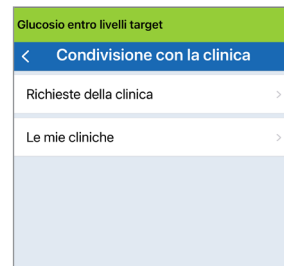 Glucosio entro livelli target
Condivisione con la clinica
Richieste della clinica
Le mie cliniche